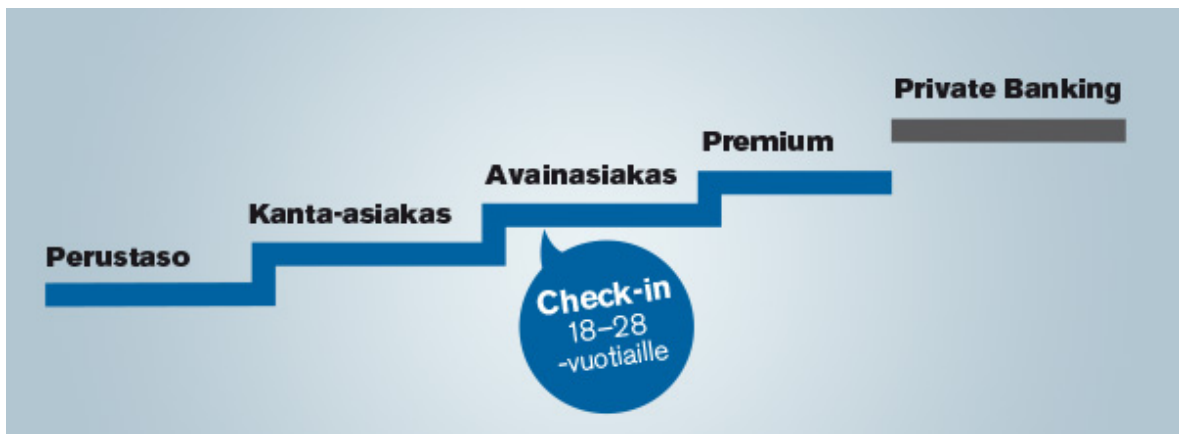 Private Banking
Premium
Avainasiakas
Kanta-asiakas
Perustaso
Check-in
18–28
-vuotiaille